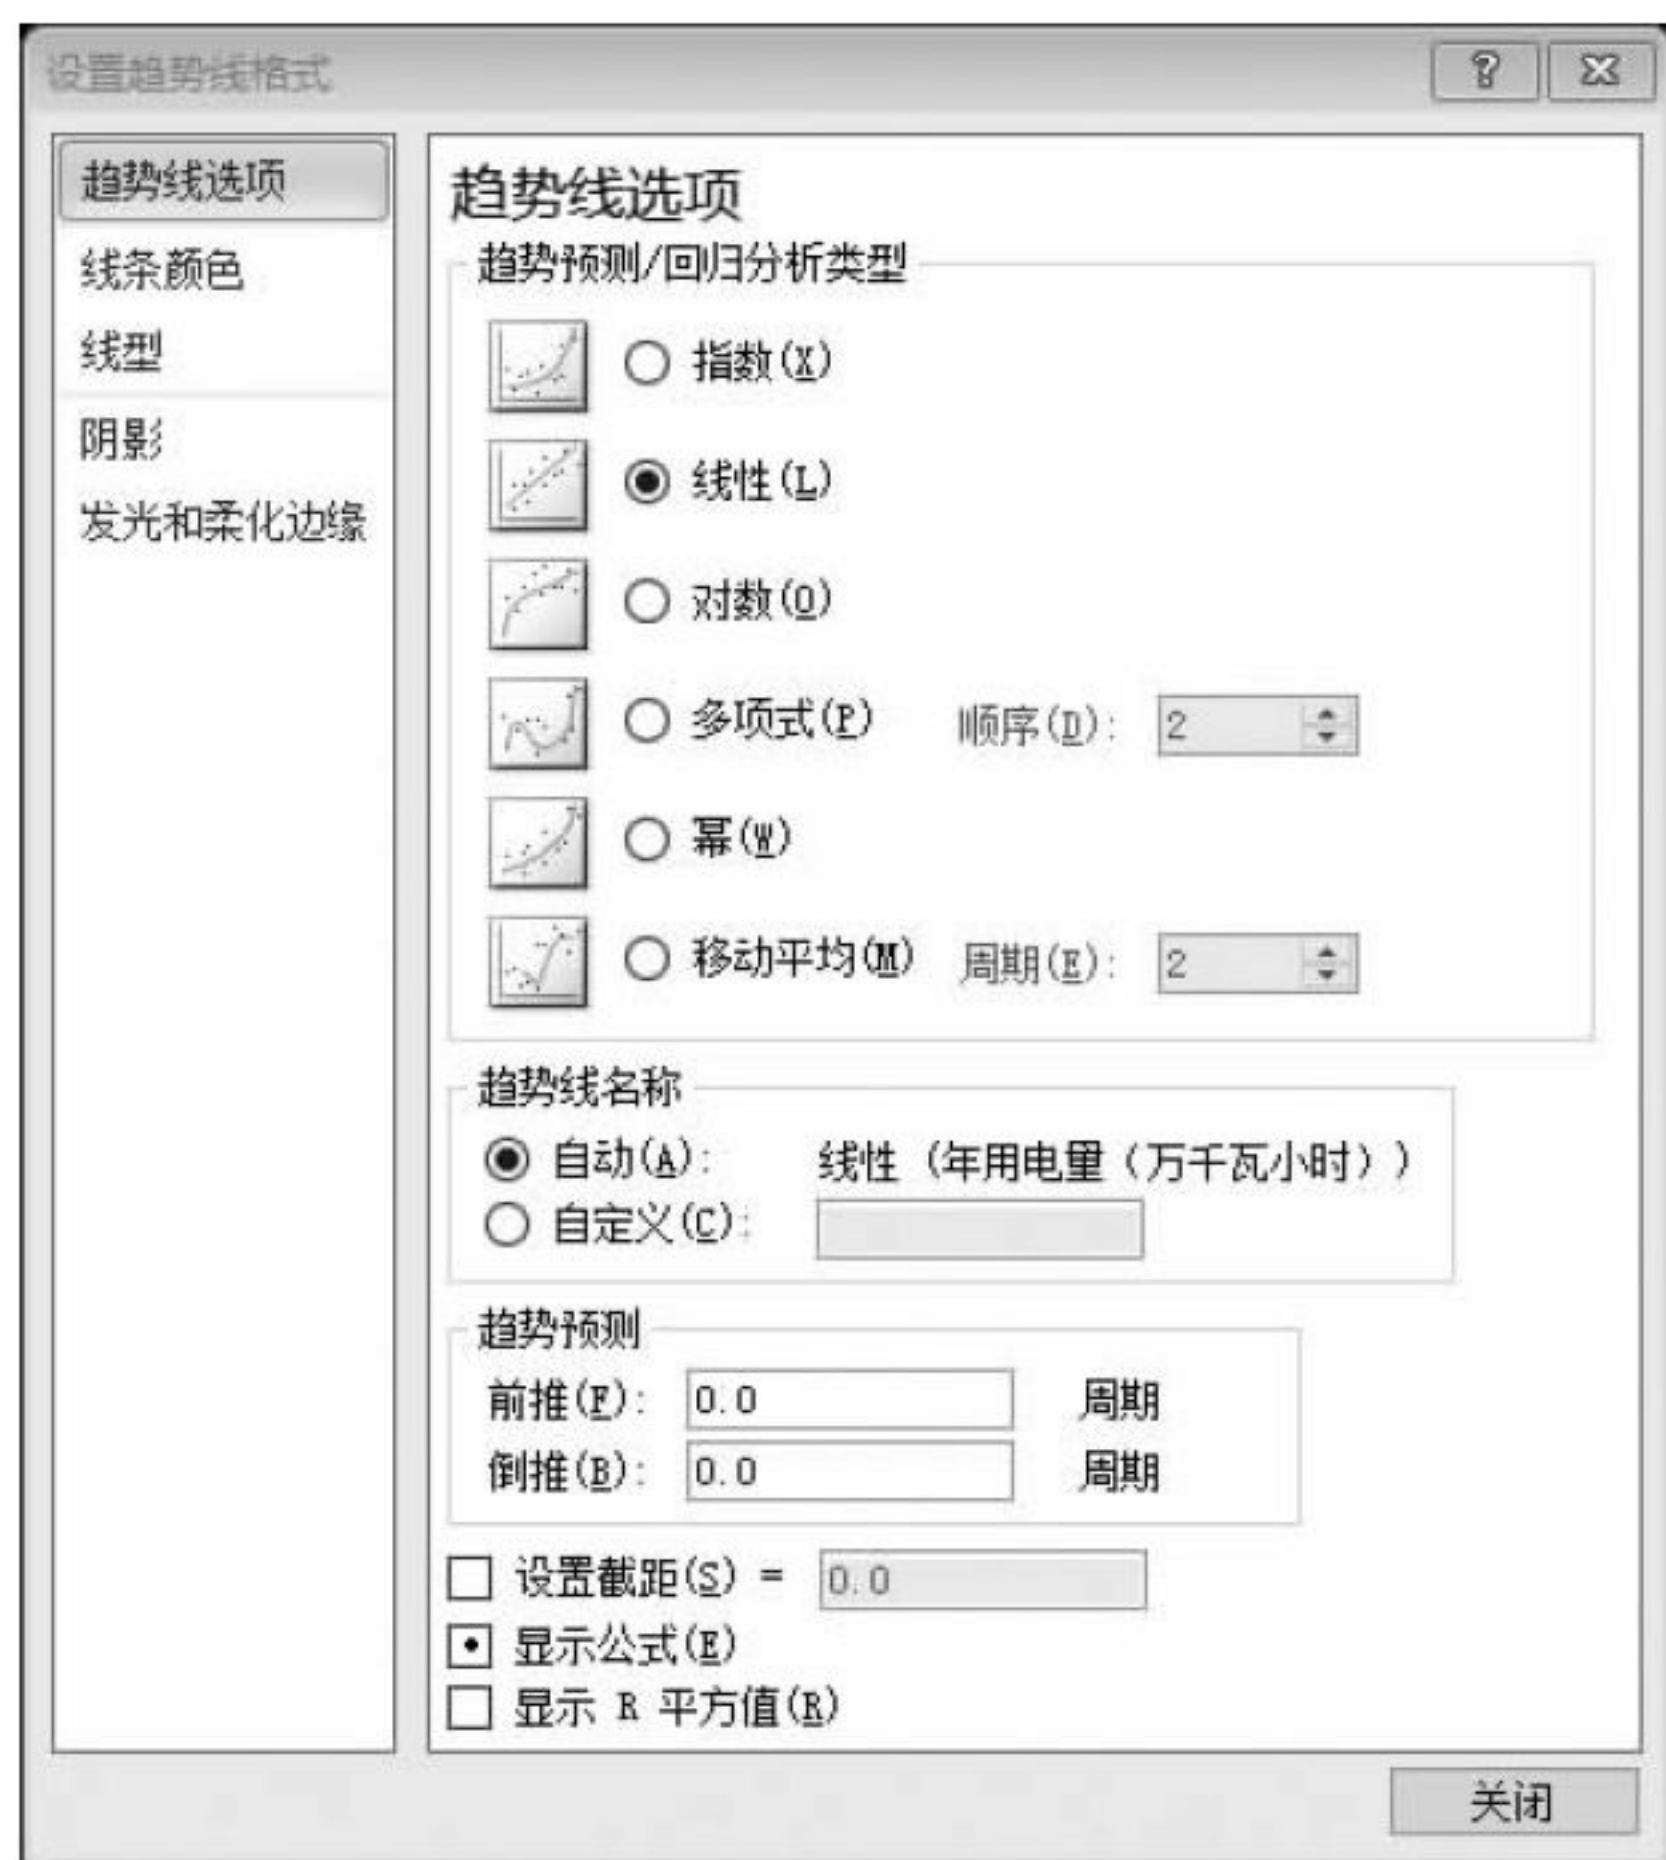 设置趋势线格式
趋势线选项
线条颜色
线型
阴影
发光和柔化边缘
趋势线选项
趋势预测/回归分析类型
指数(X)
线性(L)
对数(O)
多项式(P) 顺序(D): 2
幂(W)
移动平均(M) 周期(E): 2
趋势线名称
自动(A): 线性 (年用电量（万千瓦小时）)
自定义(C):
趋势预测
前推(F): 0.0 周期
倒推(B): 0.0 周期
设置截距(S) = 0.0
显示公式(E)
显示 R 平方值(R)
关闭